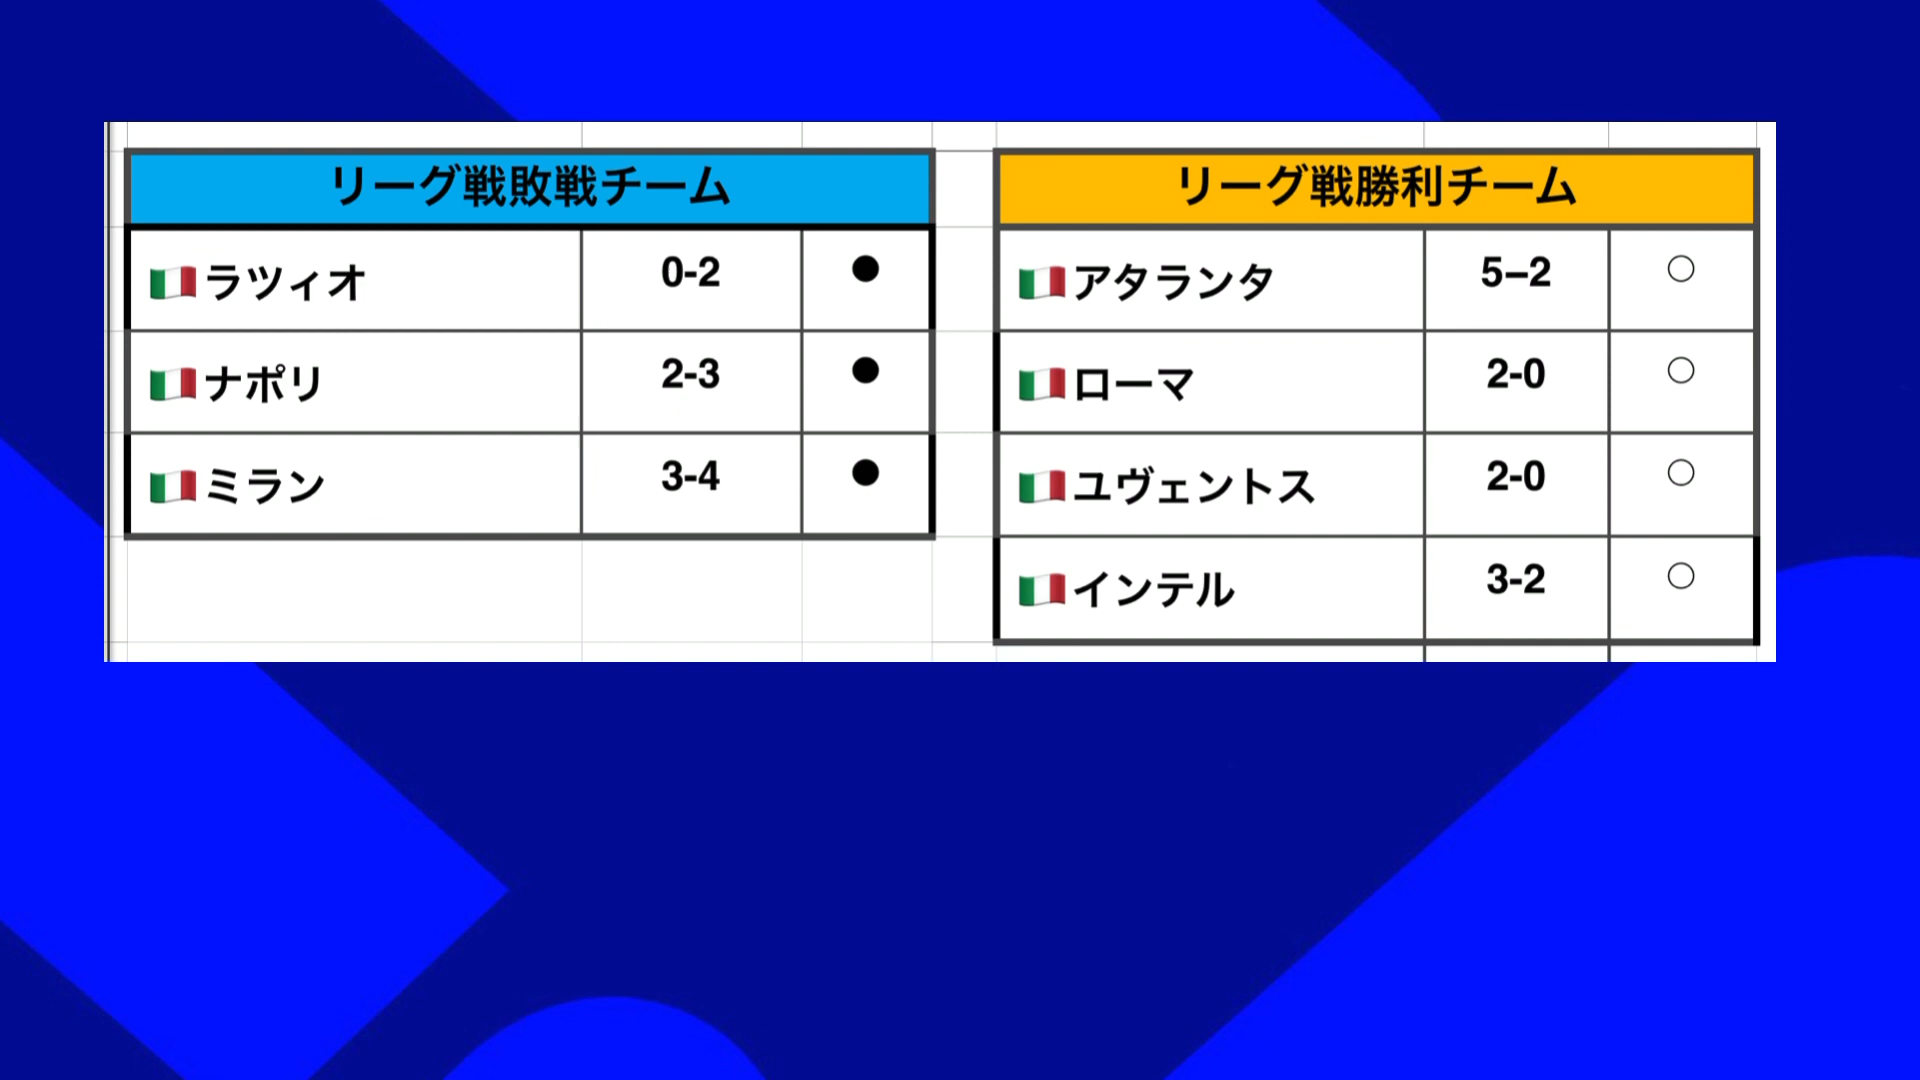 リーグ戦敗戦チーム
🇮🇹ラツィオ 0-2 ●
🇮🇹ナポリ 2-3 ●
🇮🇹ミラン 3-4 ●
リーグ戦勝利チーム
🇮🇹アタランタ 5–2 ○
🇮🇹ローマ 2-0 ○
🇮🇹ユヴェントス 2-0 ○
🇮🇹インテル 3-2 ○